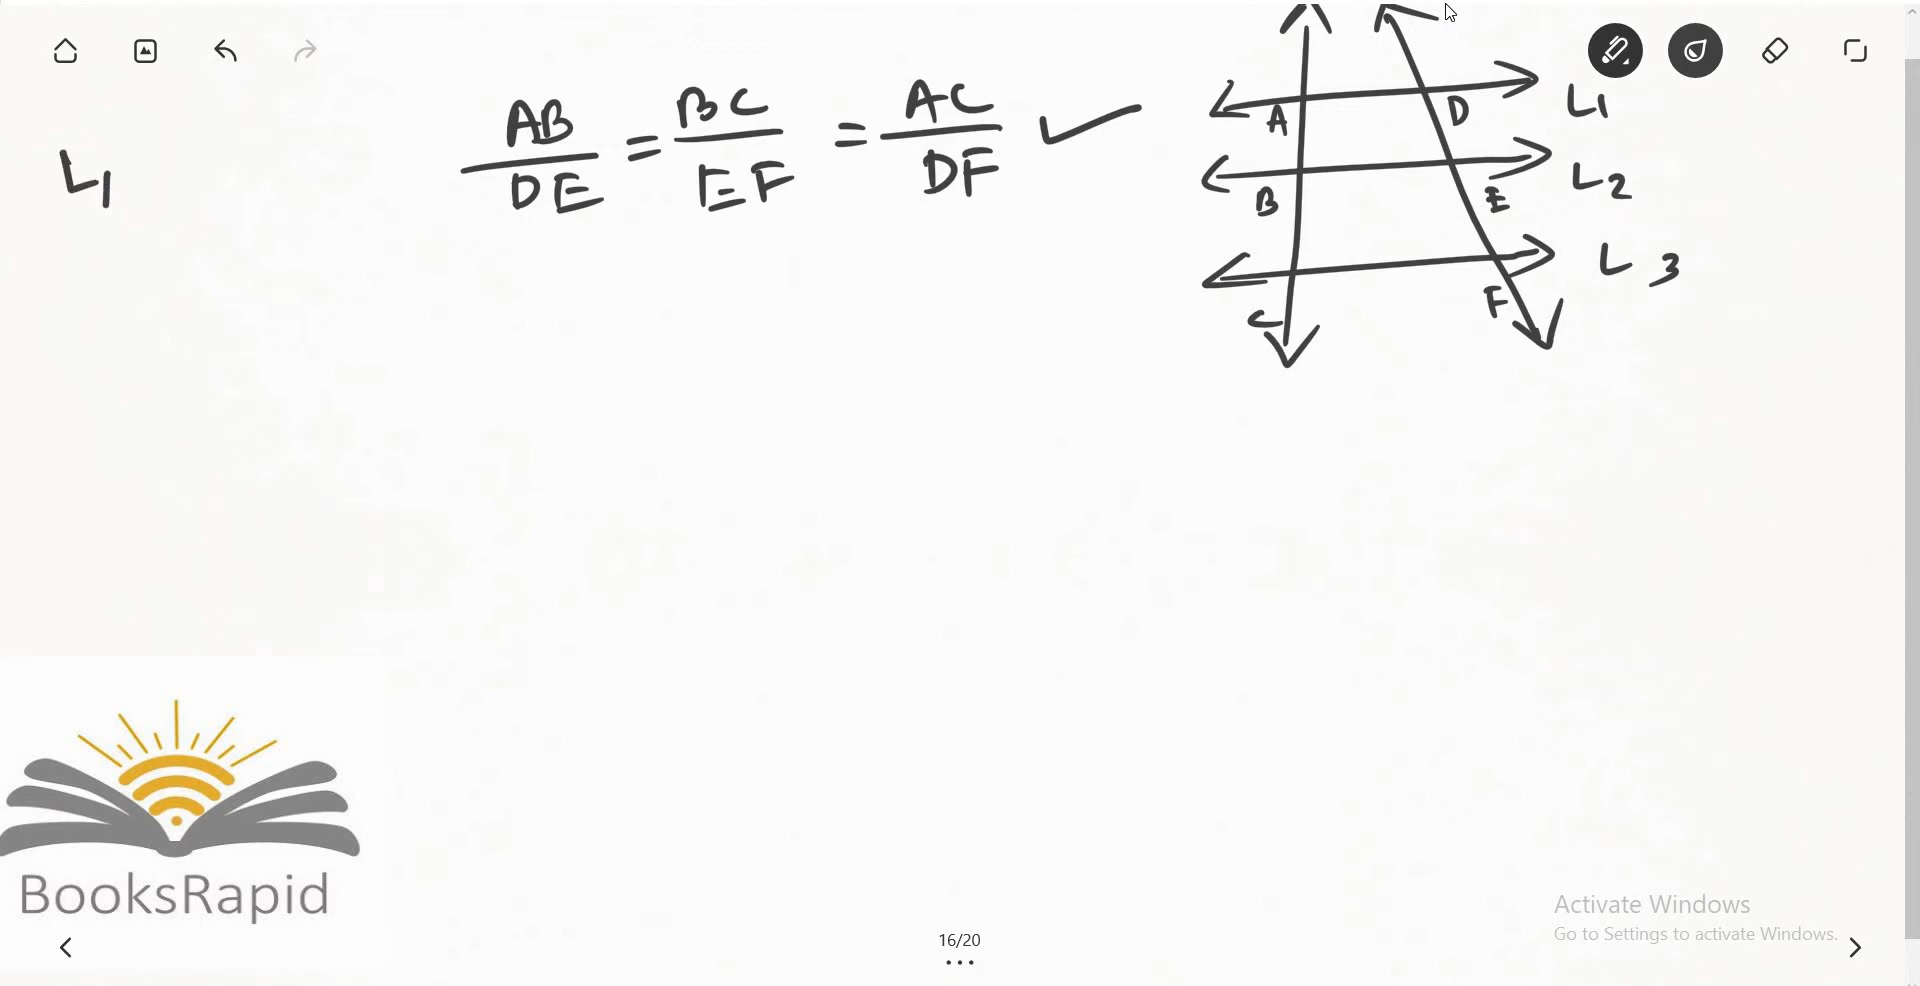 AB/DE = BC/EF = AC/DF ✓
L1
A D L1
B E L2
C F L3
BooksRapid
Activate Windows
Go to Settings to activate Windows.
16/20